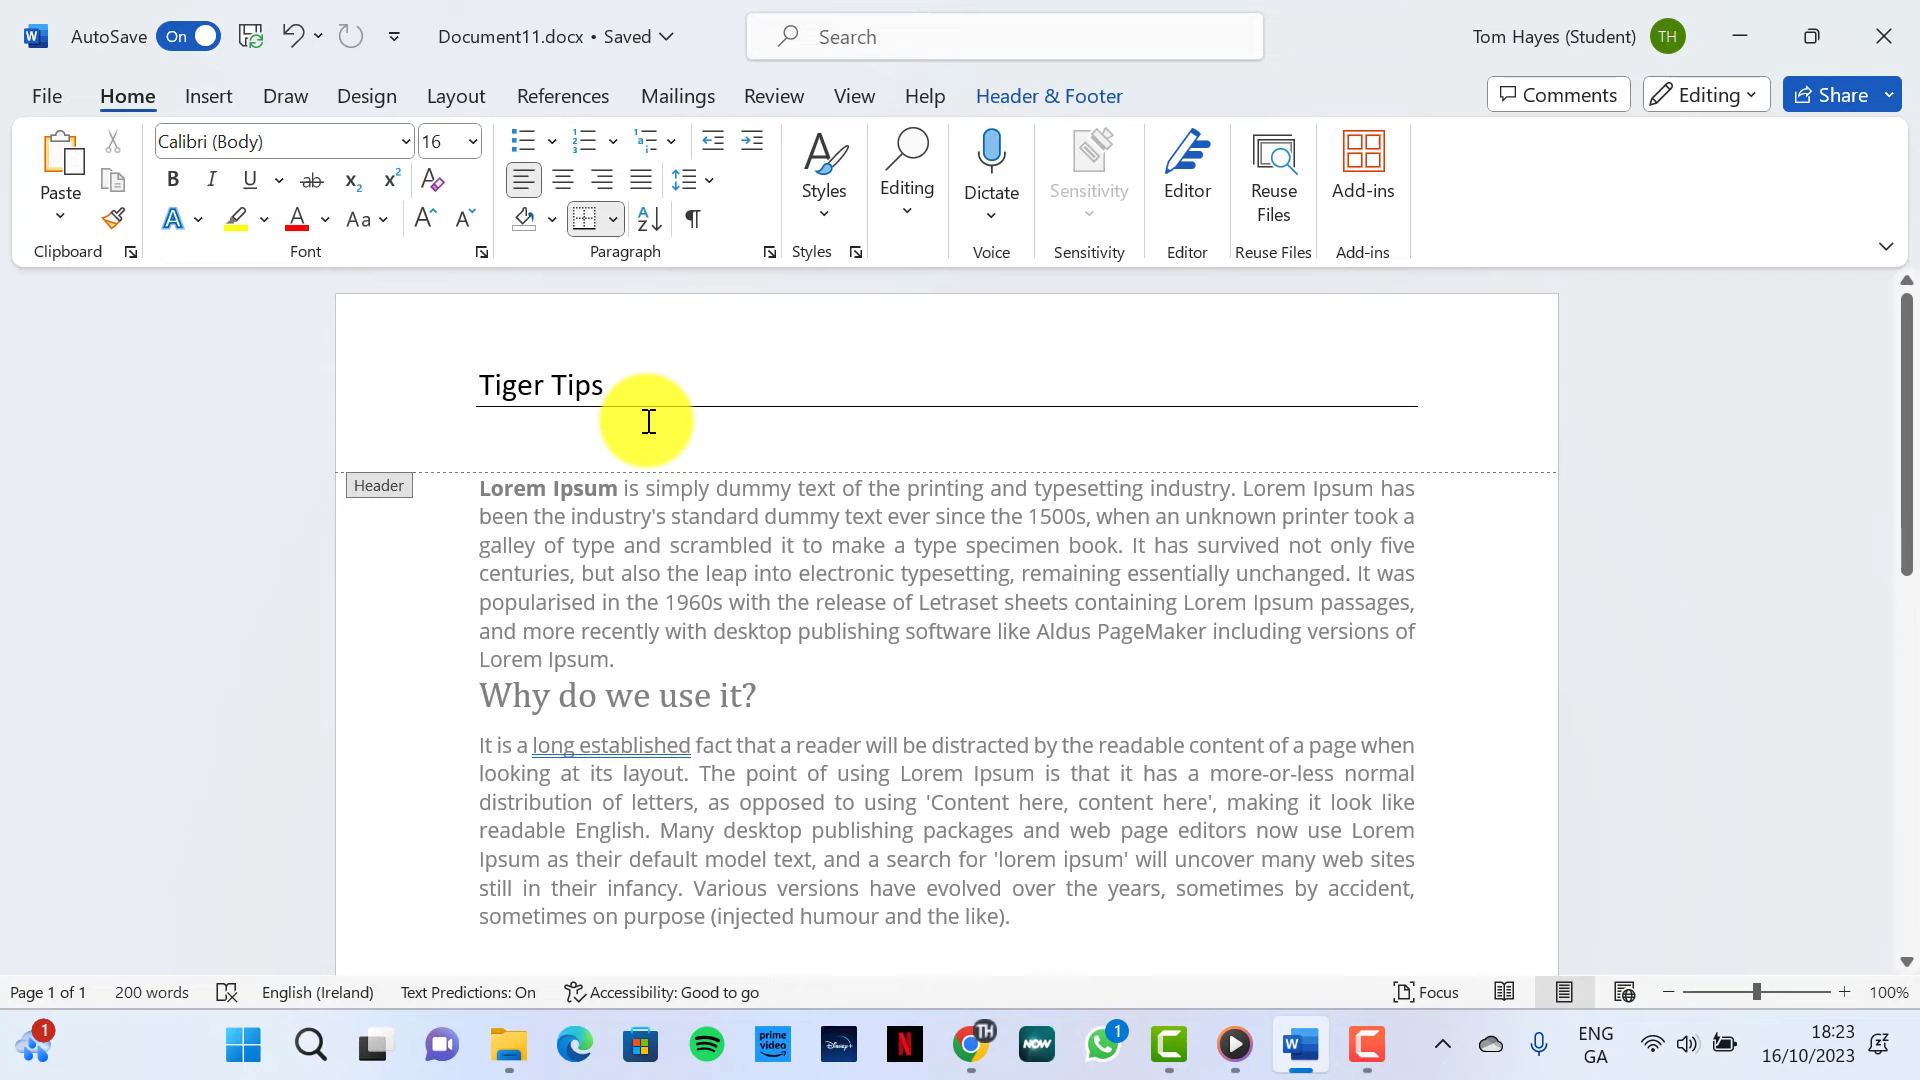 AutoSave On Document11.docx • Saved Search Tom Hayes (Student) TH
File Home Insert Draw Design Layout References Mailings Review View Help Header & Footer Comments Editing Share
Calibri (Body) 16
Paste Styles Editing Dictate Sensitivity Editor Reuse Files Add-ins
Clipboard Font Paragraph Styles Voice Sensitivity Editor Reuse Files Add-ins
Tiger Tips
Header
Lorem Ipsum is simply dummy text of the printing and typesetting industry. Lorem Ipsum has
been the industry's standard dummy text ever since the 1500s, when an unknown printer took a
galley of type and scrambled it to make a type specimen book. It has survived not only five
centuries, but also the leap into electronic typesetting, remaining essentially unchanged. It was
popularised in the 1960s with the release of Letraset sheets containing Lorem Ipsum passages,
and more recently with desktop publishing software like Aldus PageMaker including versions of
Lorem Ipsum.
Why do we use it?
It is a long established fact that a reader will be distracted by the readable content of a page when
looking at its layout. The point of using Lorem Ipsum is that it has a more-or-less normal
distribution of letters, as opposed to using 'Content here, content here', making it look like
readable English. Many desktop publishing packages and web page editors now use Lorem
Ipsum as their default model text, and a search for 'lorem ipsum' will uncover many web sites
still in their infancy. Various versions have evolved over the years, sometimes by accident,
sometimes on purpose (injected humour and the like).
Page 1 of 1 200 words English (Ireland) Text Predictions: On Accessibility: Good to go Focus 100%
1 prime video Disney+ N TH NOW 1 W ENG GA 18:23 16/10/2023